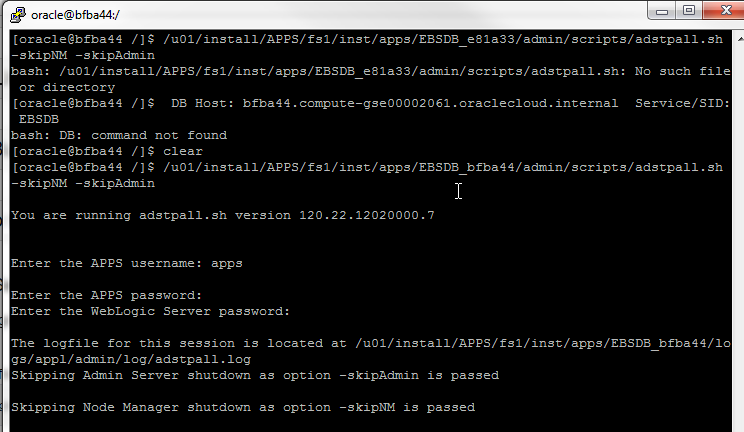 oracle@bfba44:/
[oracle@bfba44 /]$ /u01/install/APPS/fs1/inst/apps/EBSDB_e81a33/admin/scripts/adstpall.sh
-skipNM -skipAdmin
bash: /u01/install/APPS/fs1/inst/apps/EBSDB_e81a33/admin/scripts/adstpall.sh: No such file
 or directory
[oracle@bfba44 /]$  DB Host: bfba44.compute-gse00002061.oraclecloud.internal  Service/SID:
 EBSDB
bash: DB: command not found
[oracle@bfba44 /]$ clear
[oracle@bfba44 /]$ /u01/install/APPS/fs1/inst/apps/EBSDB_bfba44/admin/scripts/adstpall.sh
-skipNM -skipAdmin
You are running adstpall.sh version 120.22.12020000.7
Enter the APPS username: apps
Enter the APPS password:
Enter the WebLogic Server password:
The logfile for this session is located at /u01/install/APPS/fs1/inst/apps/EBSDB_bfba44/lo
gs/appl/admin/log/adstpall.log
Skipping Admin Server shutdown as option -skipAdmin is passed
Skipping Node Manager shutdown as option -skipNM is passed